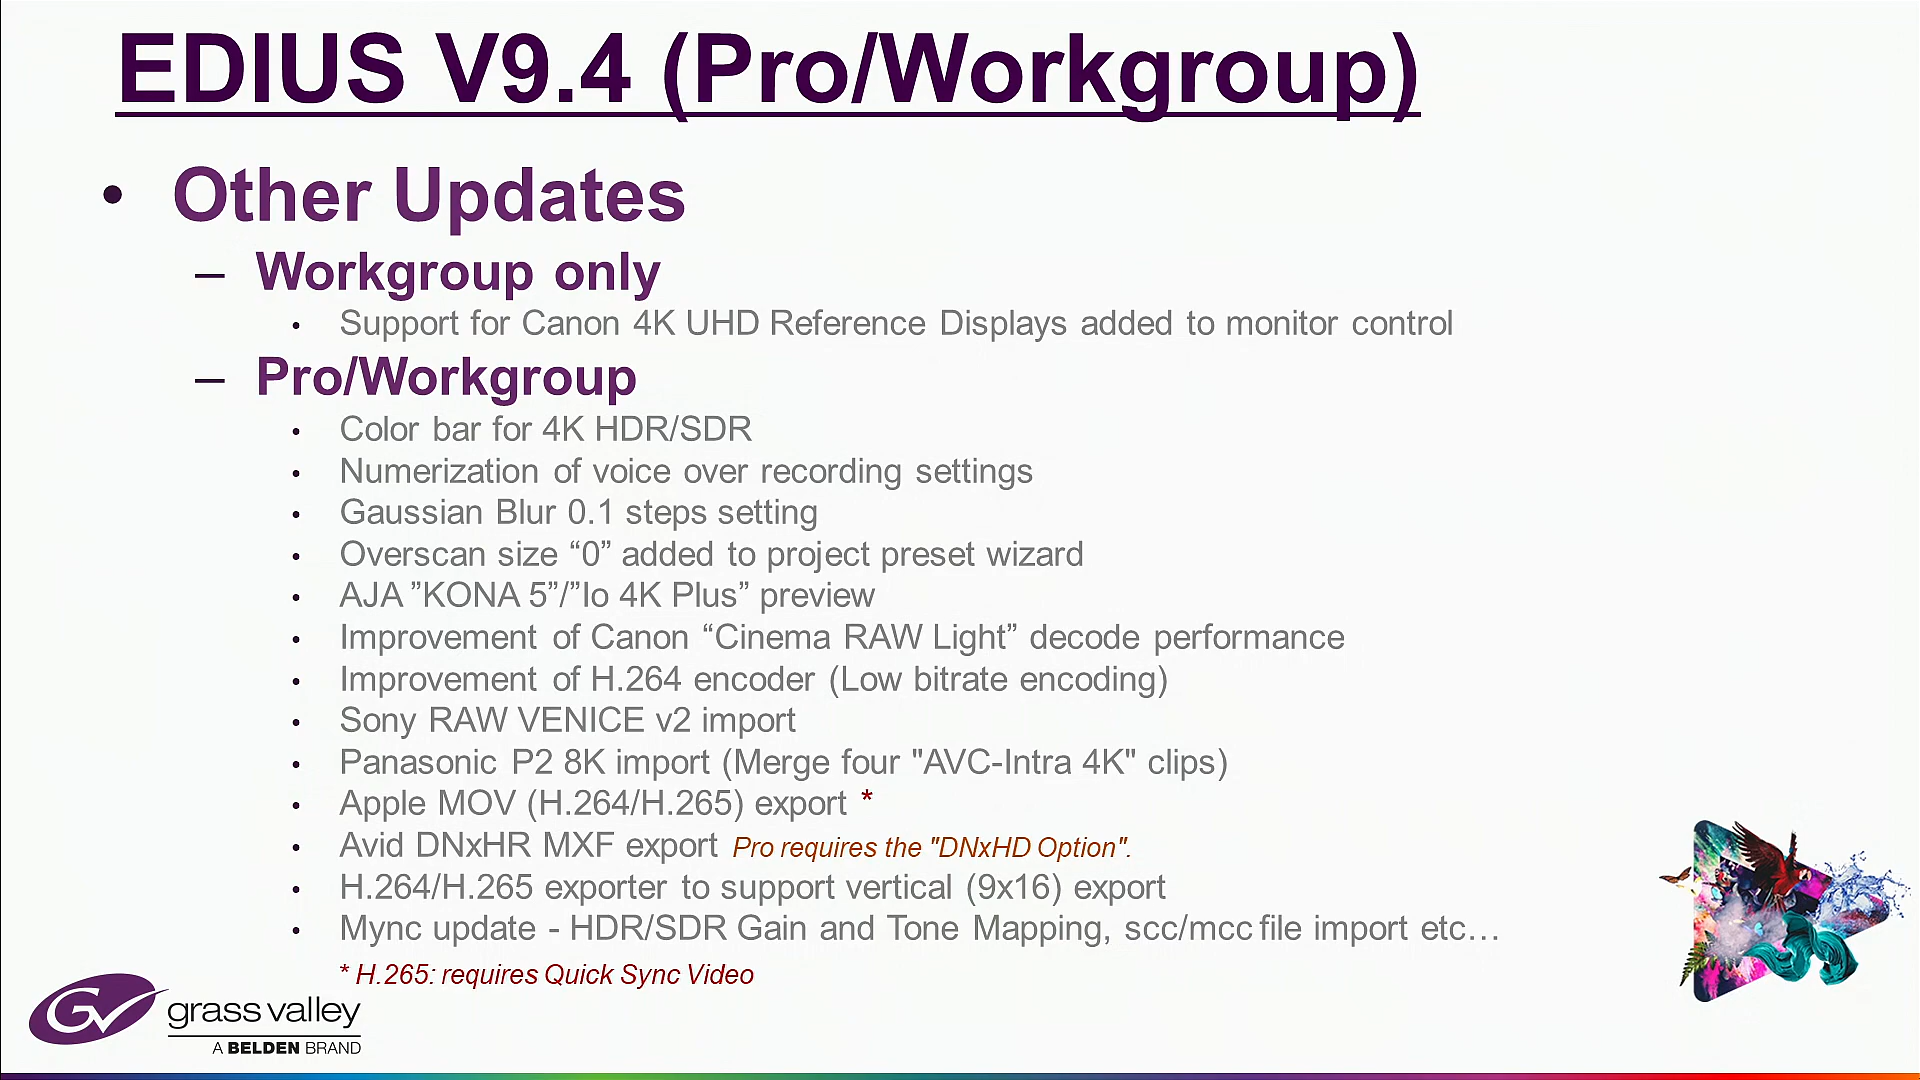 EDIUS V9.4 (Pro/Workgroup)
• Other Updates
– Workgroup only
• Support for Canon 4K UHD Reference Displays added to monitor control
– Pro/Workgroup
• Color bar for 4K HDR/SDR
• Numerization of voice over recording settings
• Gaussian Blur 0.1 steps setting
• Overscan size “0” added to project preset wizard
• AJA ”KONA 5”/”Io 4K Plus” preview
• Improvement of Canon “Cinema RAW Light” decode performance
• Improvement of H.264 encoder (Low bitrate encoding)
• Sony RAW VENICE v2 import
• Panasonic P2 8K import (Merge four "AVC-Intra 4K" clips)
• Apple MOV (H.264/H.265) export *
• Avid DNxHR MXF export Pro requires the "DNxHD Option".
• H.264/H.265 exporter to support vertical (9x16) export
• Mync update - HDR/SDR Gain and Tone Mapping, scc/mcc file import etc…
* H.265: requires Quick Sync Video
GV grass valley
A BELDEN BRAND